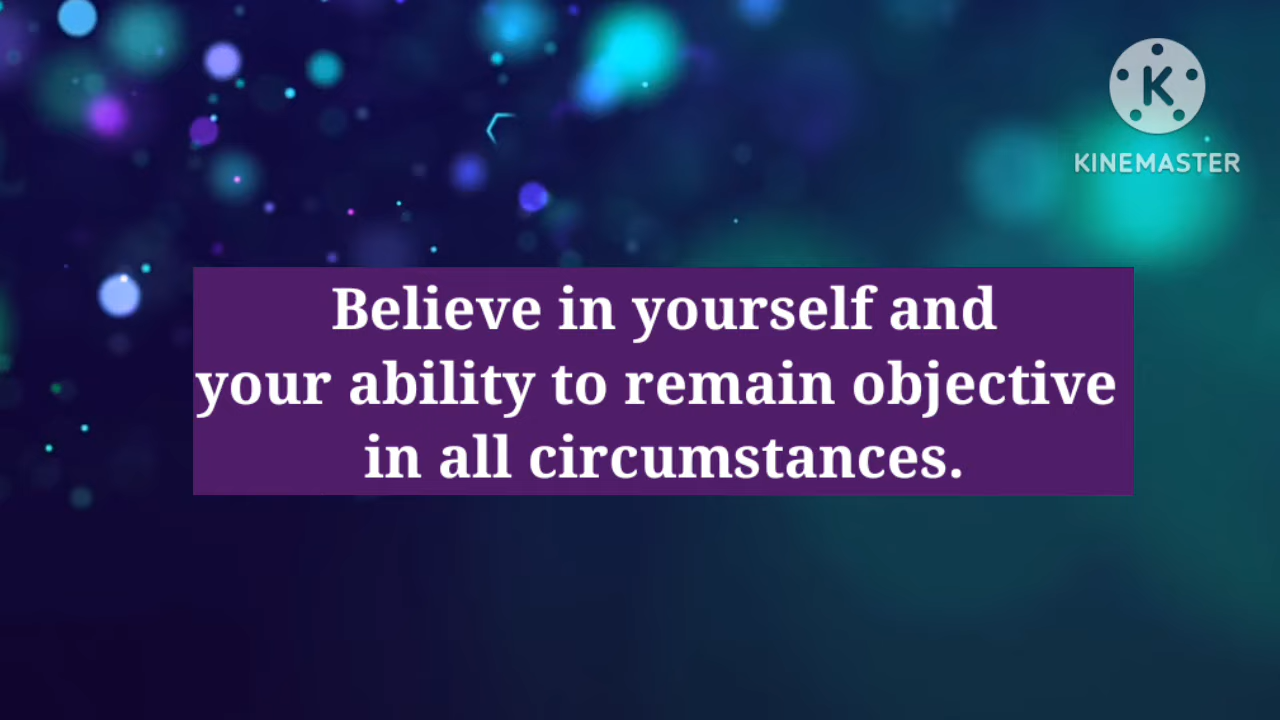 K
KINEMASTER
Believe in yourself and
your ability to remain objective
in all circumstances.